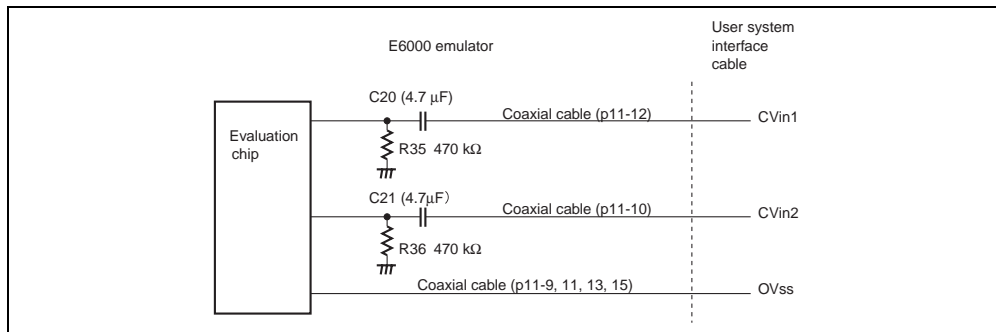 E6000 emulator
User system
interface
cable
C20 (4.7 μF)
Coaxial cable (p11-12)
CVin1
Evaluation
chip
R35 470 kΩ
C21 (4.7μF）
Coaxial cable (p11-10)
CVin2
R36 470 kΩ
Coaxial cable (p11-9, 11, 13, 15)
OVss